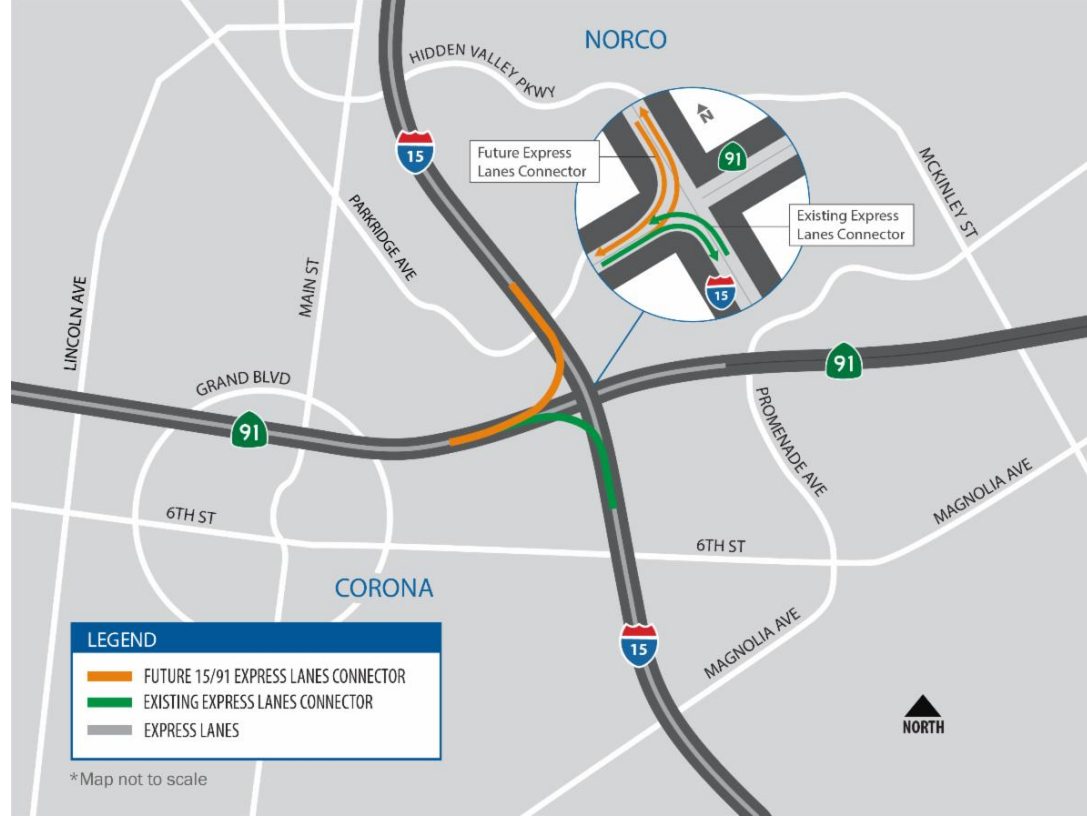 NORCO
HIDDEN VALLEY PKWY
N
15
Future Express
Lanes Connector
91
MCKINLEY ST
PARKRIDGE AVE
Existing Express
Lanes Connector
15
MAIN ST
LINCOLN AVE
91
GRAND BLVD
91
PROMENADE AVE
MAGNOLIA AVE
6TH ST
6TH ST
CORONA
MAGNOLIA AVE
15
LEGEND
FUTURE 15/91 EXPRESS LANES CONNECTOR
EXISTING EXPRESS LANES CONNECTOR
EXPRESS LANES
NORTH
*Map not to scale